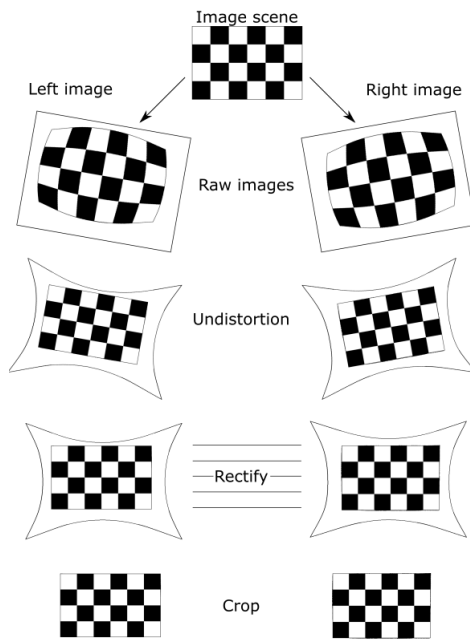 Image scene
Left image
Right image
Raw images
Undistortion
Rectify
Crop